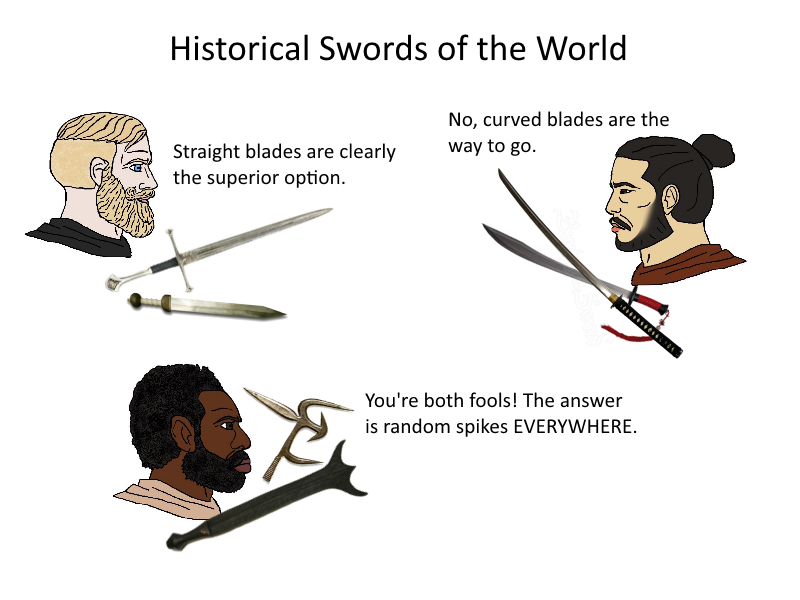 Historical Swords of the World
No, curved blades are the
way to go.
Straight blades are clearly
the superior option.
You're both fools! The answer
is random spikes EVERYWHERE.